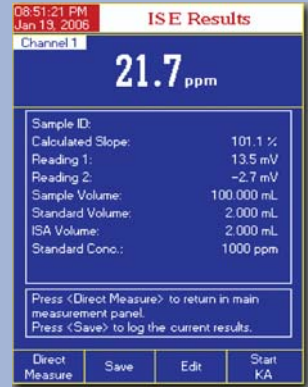 08:51:21 PM
Jan 19, 2006
ISE Results
Channel 1
21.7 ppm
Sample ID:
Calculated Slope: 101.1 %
Reading 1: 13.5 mV
Reading 2: -2.7 mV
Sample Volume: 100.000 mL
Standard Volume: 2.000 mL
ISA Volume: 2.000 mL
Standard Conc.: 1000 ppm
Press <Direct Measure> to return in main
measurement panel.
Press <Save> to log the current results.
Direct Measure
Save
Edit
Start KA